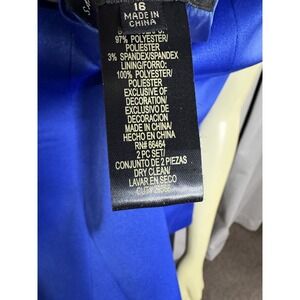 16
MADE IN
CHINA
97% POLYESTER/
POLIESTER
3% SPANDEX/SPANDEX
LINING/FORRO:
100% POLYESTER/
POLIESTER
EXCLUSIVE OF
DECORATION/
EXCLUSIVO DE
DECORACION
MADE IN CHINA/
HECHO EN CHINA
RN# 66464
2 PC SET/
CONJUNTO DE 2 PIEZAS
DRY CLEAN/
LAVAR EN SECO